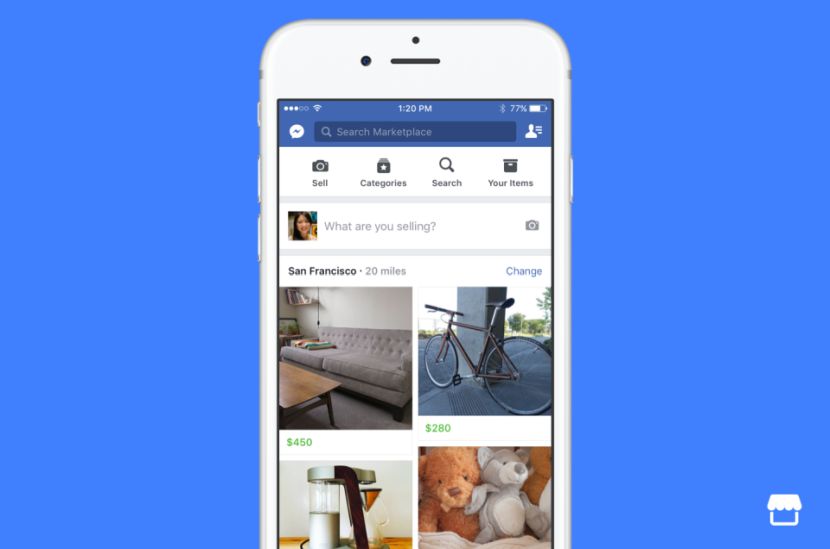 1:20 PM 77%
Search Marketplace
Sell Categories Search Your Items
What are you selling?
San Francisco · 20 miles Change
$450
$280